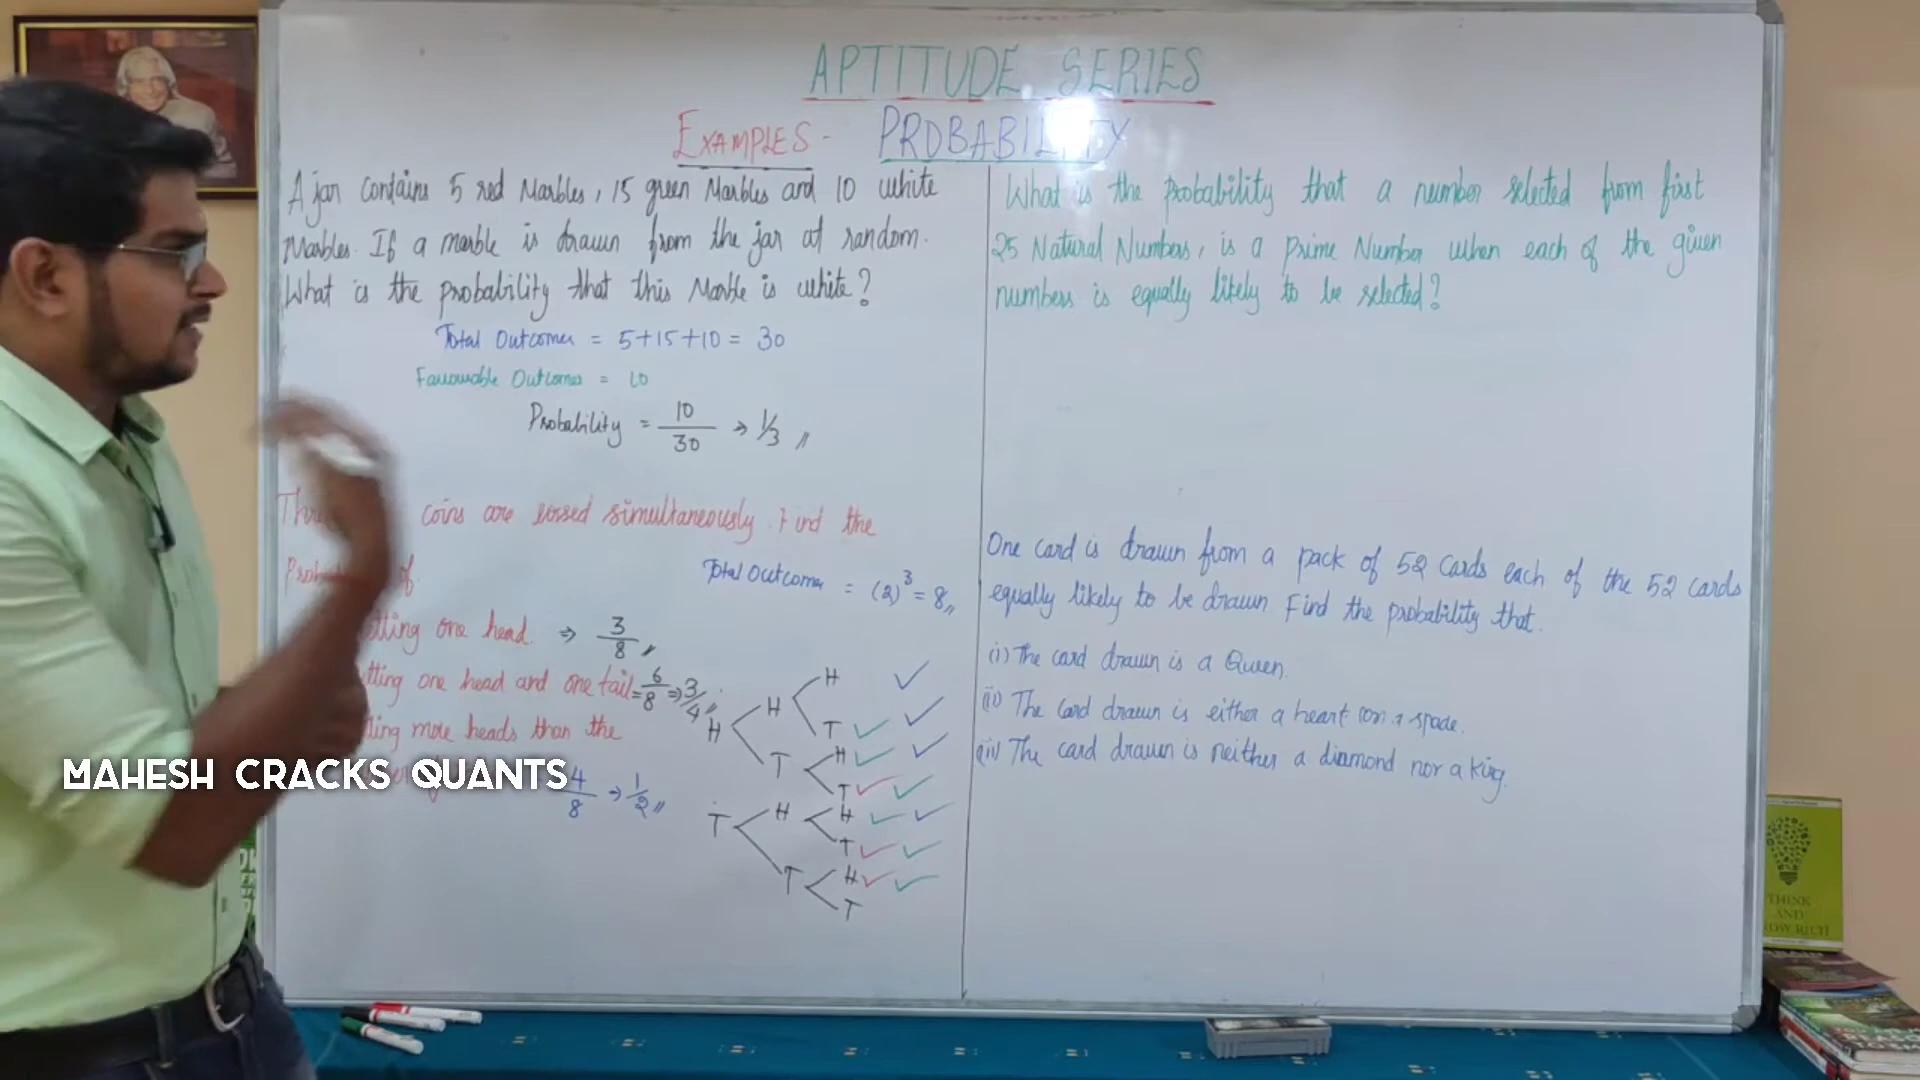 APTITUDE SERIES
EXAMPLES - PROBABILITY
A jar contains 5 red Marbles, 15 green Marbles and 10 white
Marbles. If a marble is drawn from the jar at random.
What is the probability that this Marble is white?
Total Outcomes = 5+15+10 = 30
Favourable Outcomes = 10
Probability = 10/30 → 1/3 //
coins are tossed simultaneously. Find the
of
Total Outcomes = (2)^3 = 8 //
one head. ⇒ 3/8 //
one head and one tail = 6/8 ⇒ 3/4 //
more heads than the
4/8 → 1/2 //
H H H ✓
T ✓ ✓
T H ✓ ✓
T ✓ ✓
T H H ✓ ✓
T ✓ ✓
T H ✓ ✓
T
What is the probability that a number selected from first
25 Natural Numbers, is a Prime Number when each of the given
numbers is equally likely to be selected?
One card is drawn from a pack of 52 cards each of the 52 cards
equally likely to be drawn Find the probability that.
(i) The card drawn is a Queen.
(ii) The card drawn is either a heart (or) a spade.
(iii) The card drawn is neither a diamond nor a king.
MAHESH CRACKS QUANTS
THINK
AND